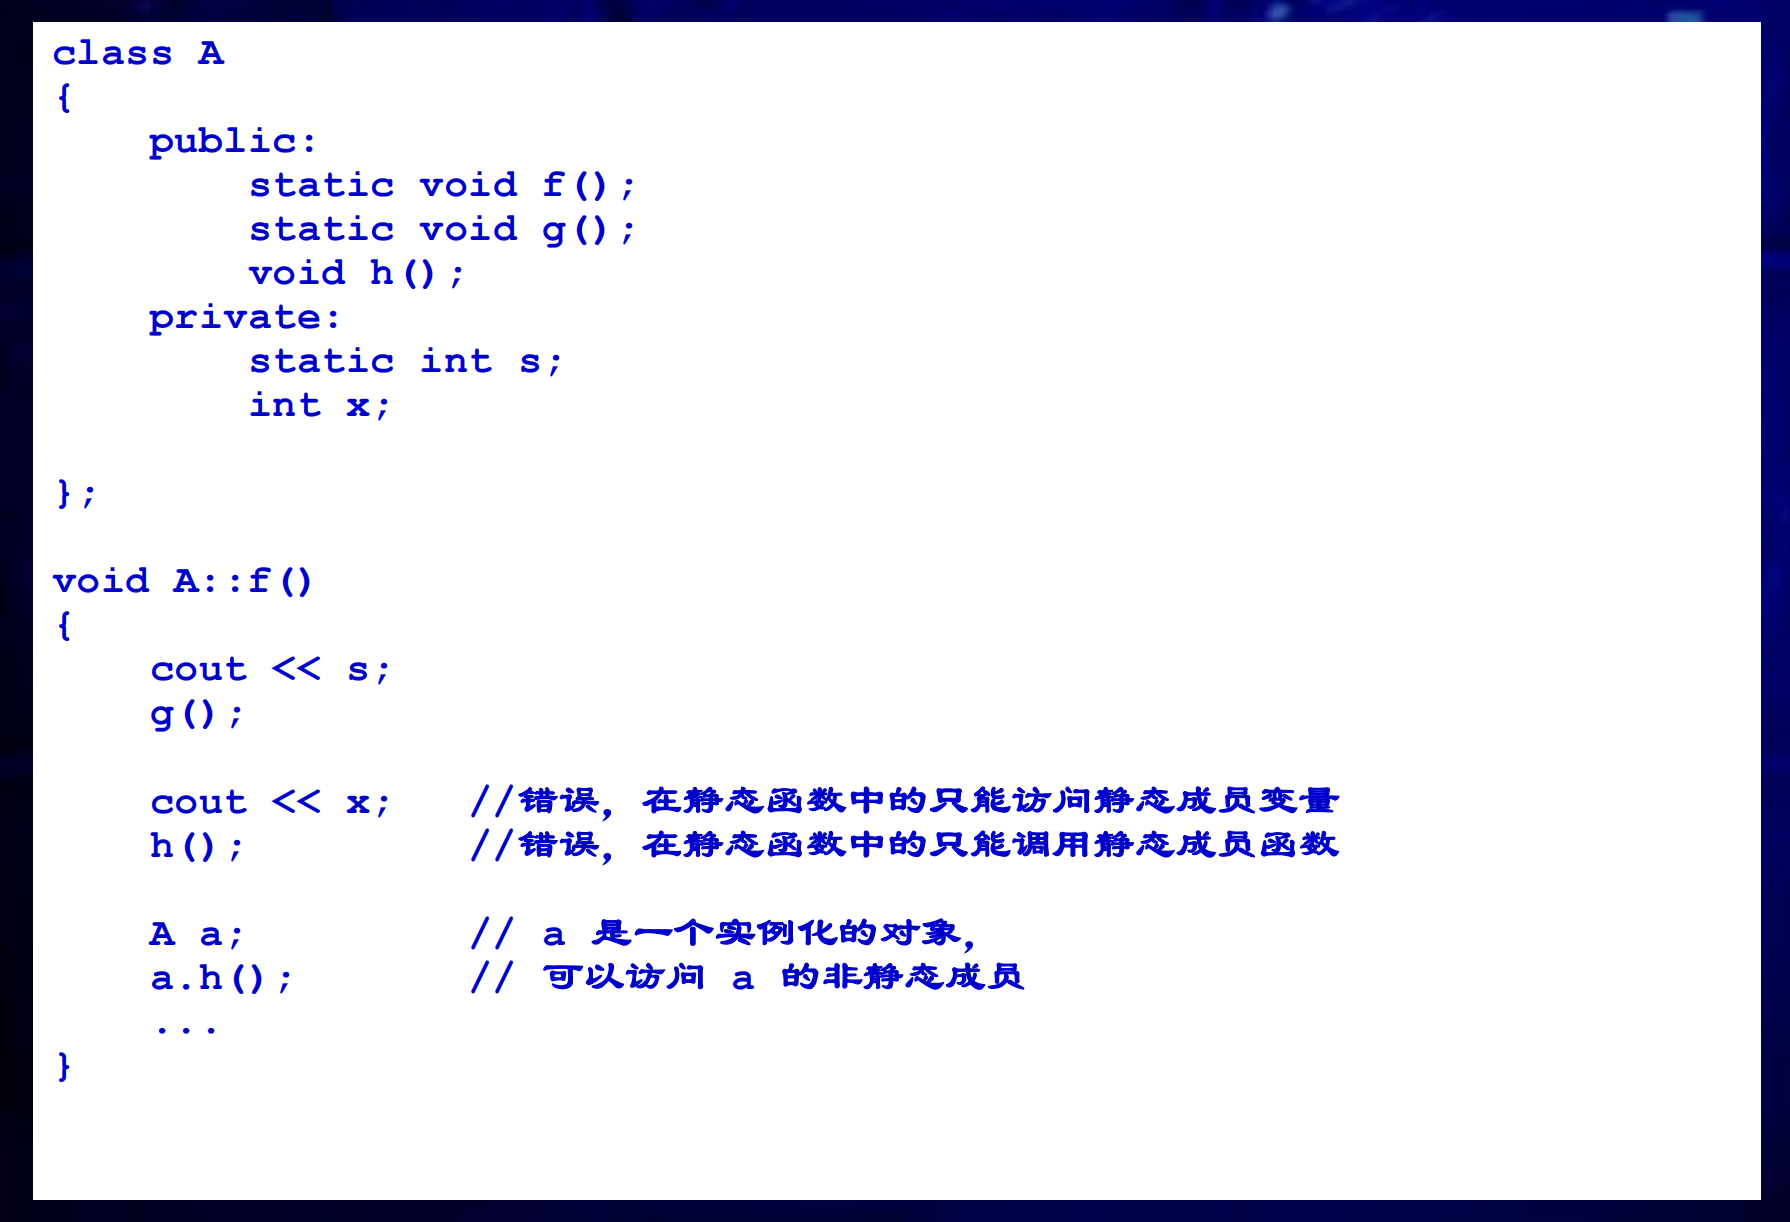 class A
{
public:
static void f();
static void g();
void h();
private:
static int s;
int x;
};
void A::f()
{
cout << s;
g();
cout << x; //错误，在静态函数中的只能访问静态成员变量
h(); //错误，在静态函数中的只能调用静态成员函数
A a; // a 是一个实例化的对象，
a.h(); // 可以访问 a 的非静态成员
...
}